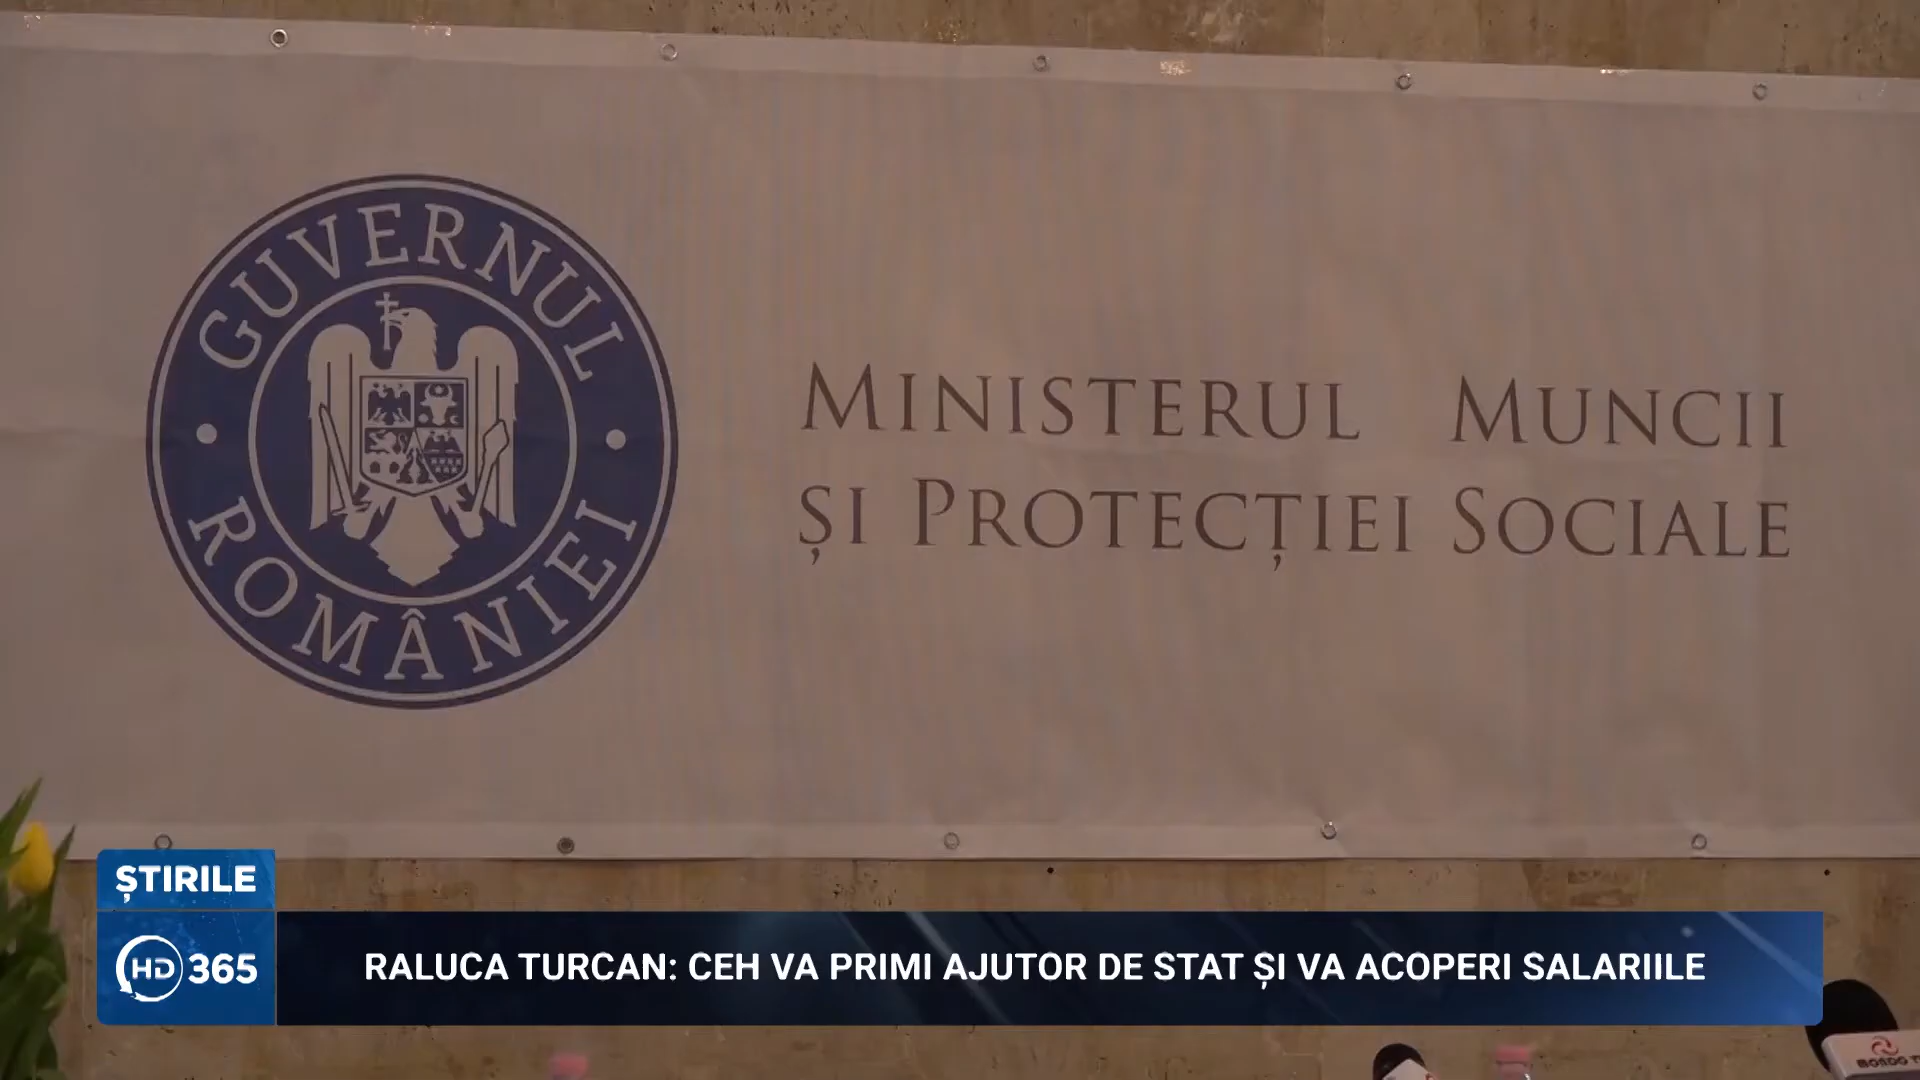 GUVERNUL ROMÂNIEI
MINISTERUL MUNCII
ȘI PROTECȚIEI SOCIALE
ȘTIRILE
HD 365
RALUCA TURCAN: CEH VA PRIMI AJUTOR DE STAT ȘI VA ACOPERI SALARIILE
MONDO T